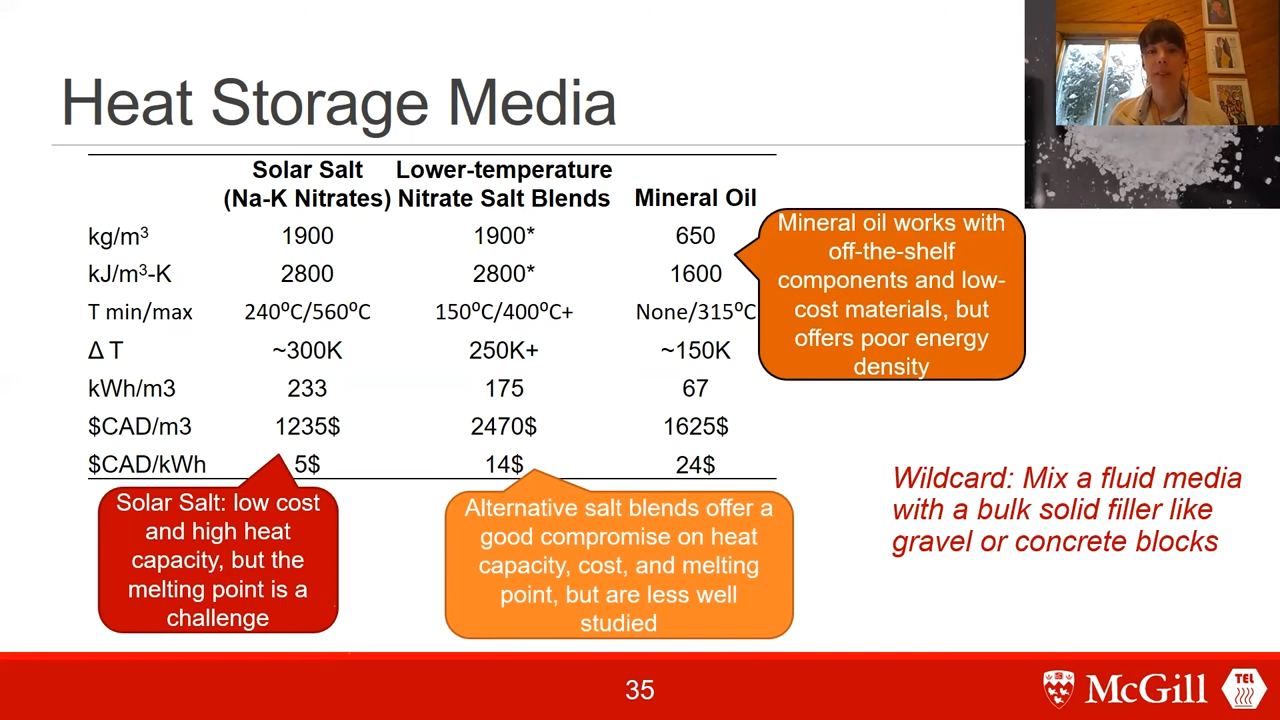 Heat Storage Media
Solar Salt
(Na-K Nitrates)
Lower-temperature
Nitrate Salt Blends
Mineral Oil
kg/m³ 1900 1900* 650
kJ/m³-K 2800 2800* 1600
T min/max 240⁰C/560⁰C 150⁰C/400⁰C+ None/315⁰C
Δ T ~300K 250K+ ~150K
kWh/m3 233 175 67
$CAD/m3 1235$ 2470$ 1625$
$CAD/kWh 5$ 14$ 24$
Mineral oil works with
off-the-shelf
components and low-
cost materials, but
offers poor energy
density
Solar Salt: low cost
and high heat
capacity, but the
melting point is a
challenge
Alternative salt blends offer a
good compromise on heat
capacity, cost, and melting
point, but are less well
studied
Wildcard: Mix a fluid media
with a bulk solid filler like
gravel or concrete blocks
35
McGill
TEL